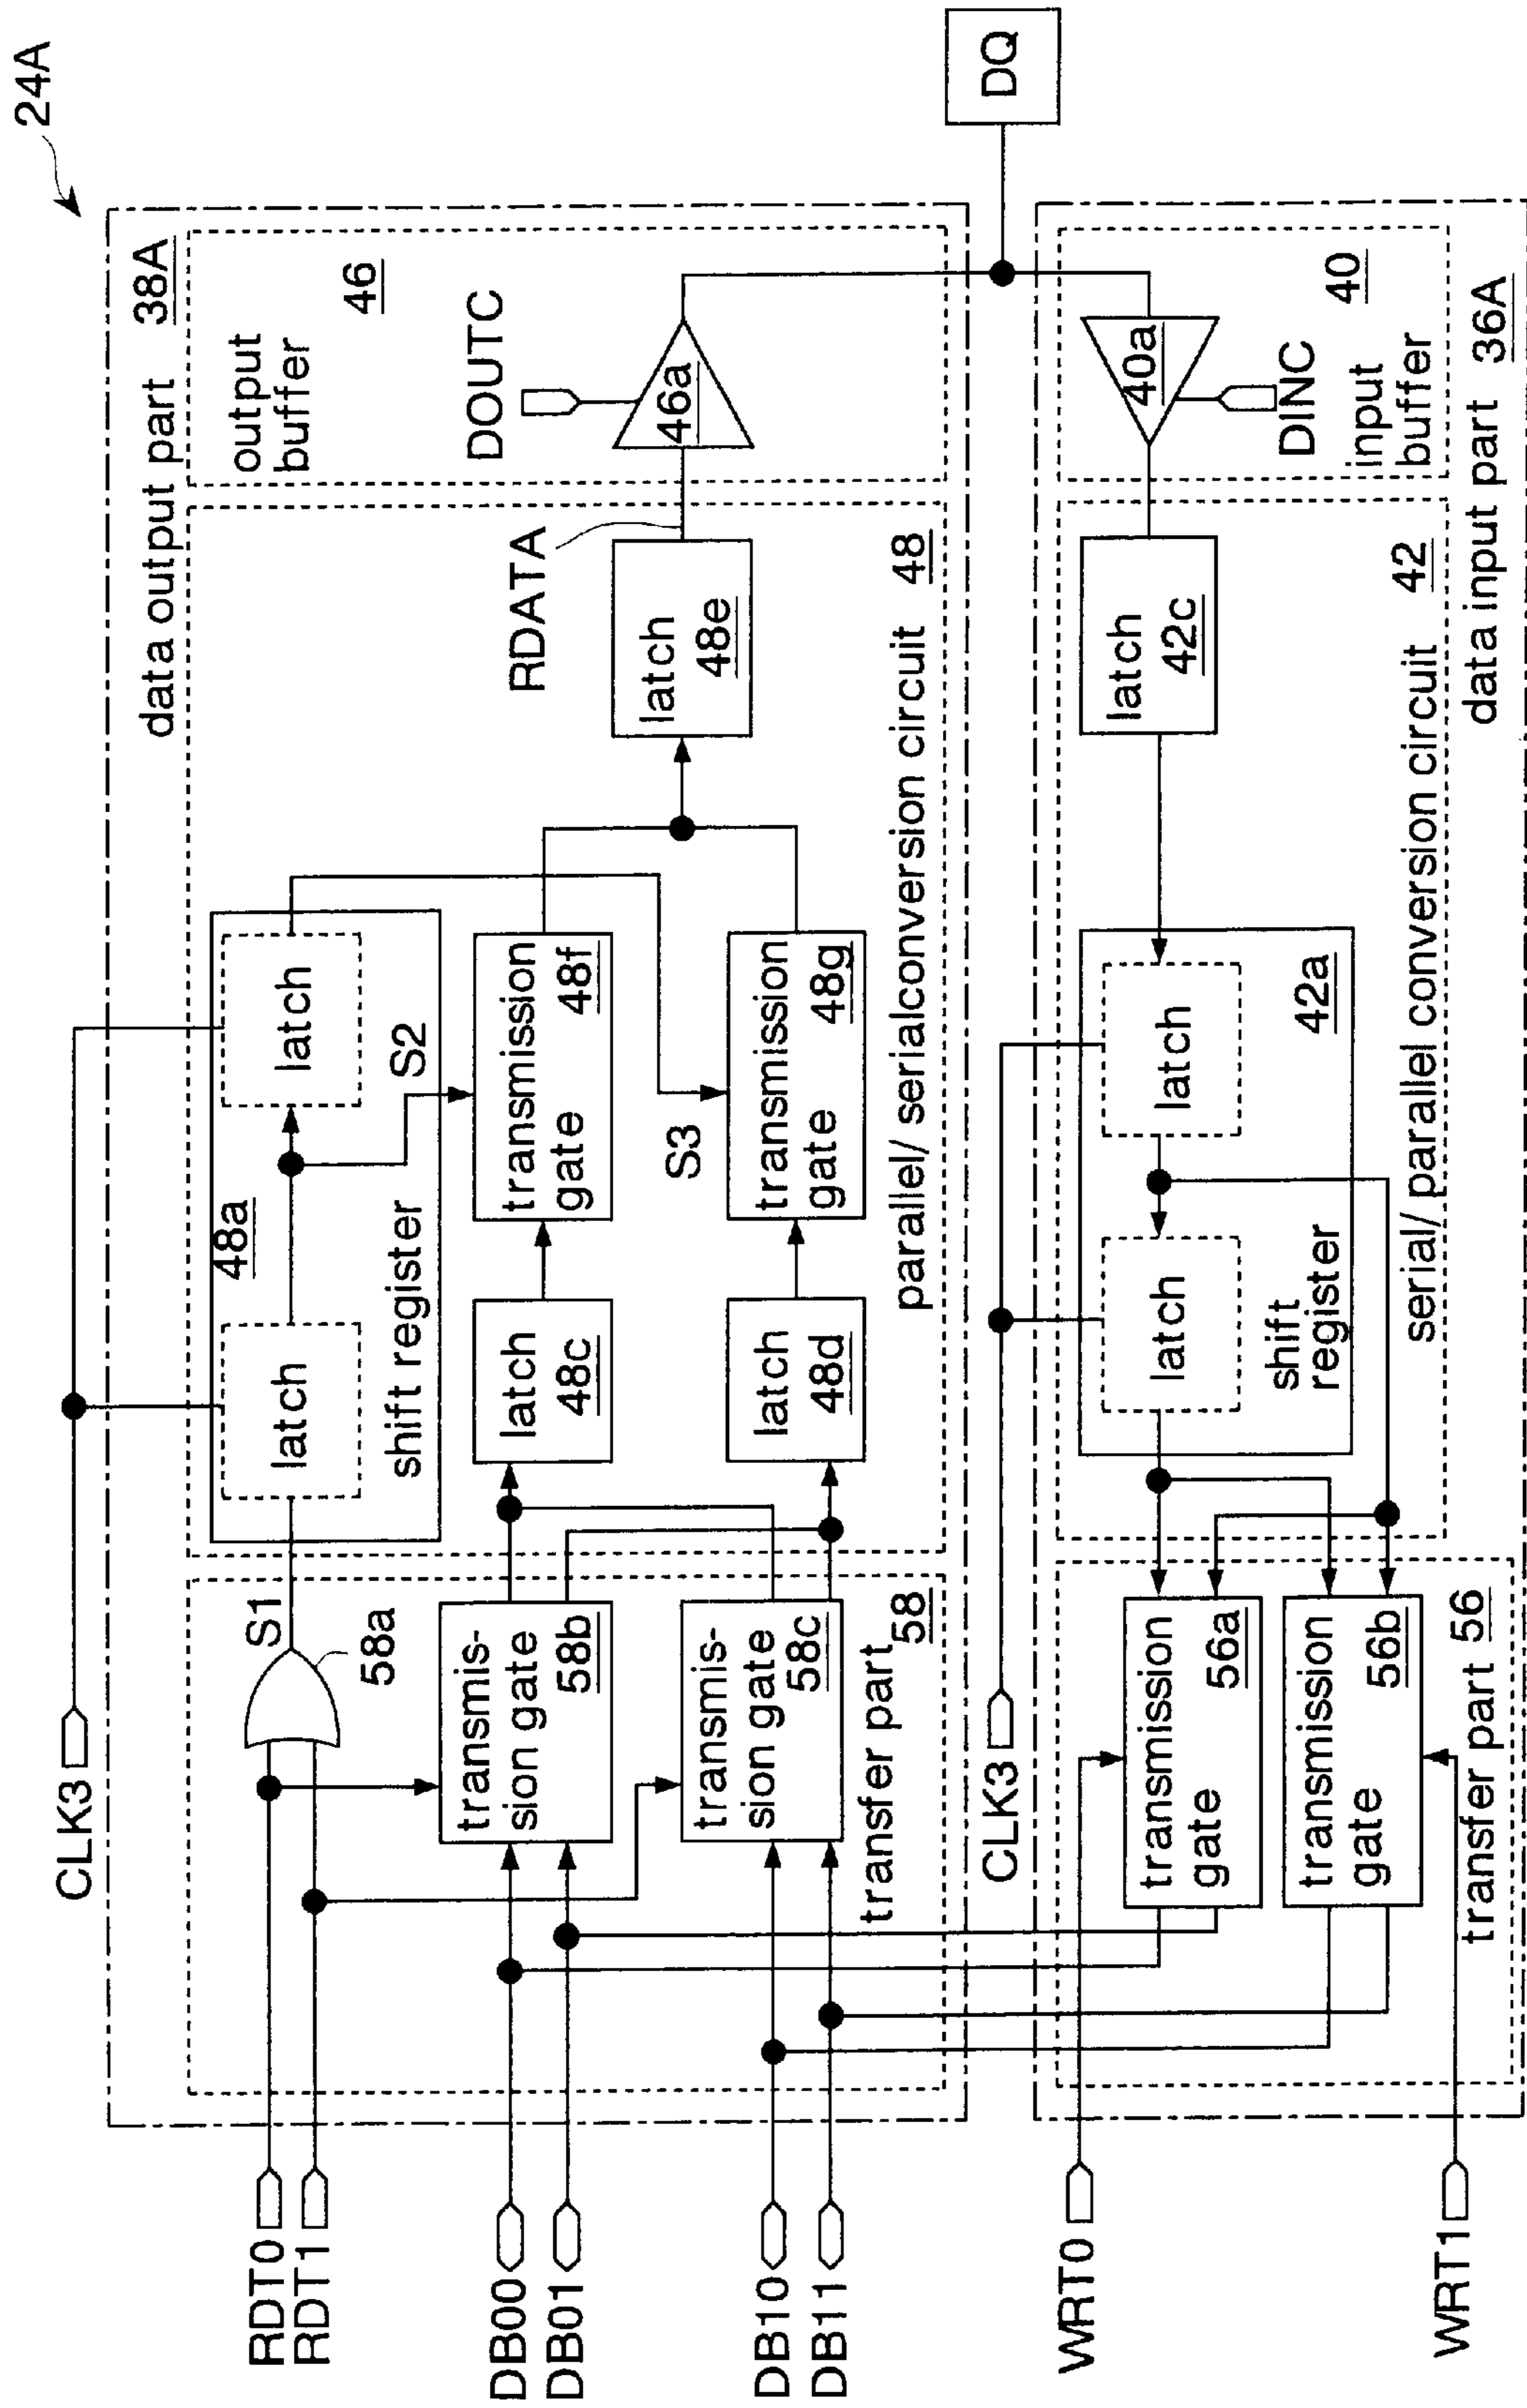 24A
data output part 38A
output
buffer
46
DOUTC
46a
DQ
RDATA
latch
48e
parallel/ serialconversion circuit 48
CLK3
48a
latch
latch
shift register
S1
S2
S3
58a
latch
48c
latch
48d
transmission
gate 48f
transmission
gate 48g
transmis-
sion gate
58b
transmis-
sion gate
58c
transfer part 58
RDT0
RDT1
DB00
DB01
DB10
DB11
CLK3
40a
DINC
input
buffer
40
latch
42c
latch
latch
42a
shift
register
serial/ parallel conversion circuit 42
data input part 36A
transmission
gate 56a
transmission
gate 56b
transfer part 56
WRT0
WRT1